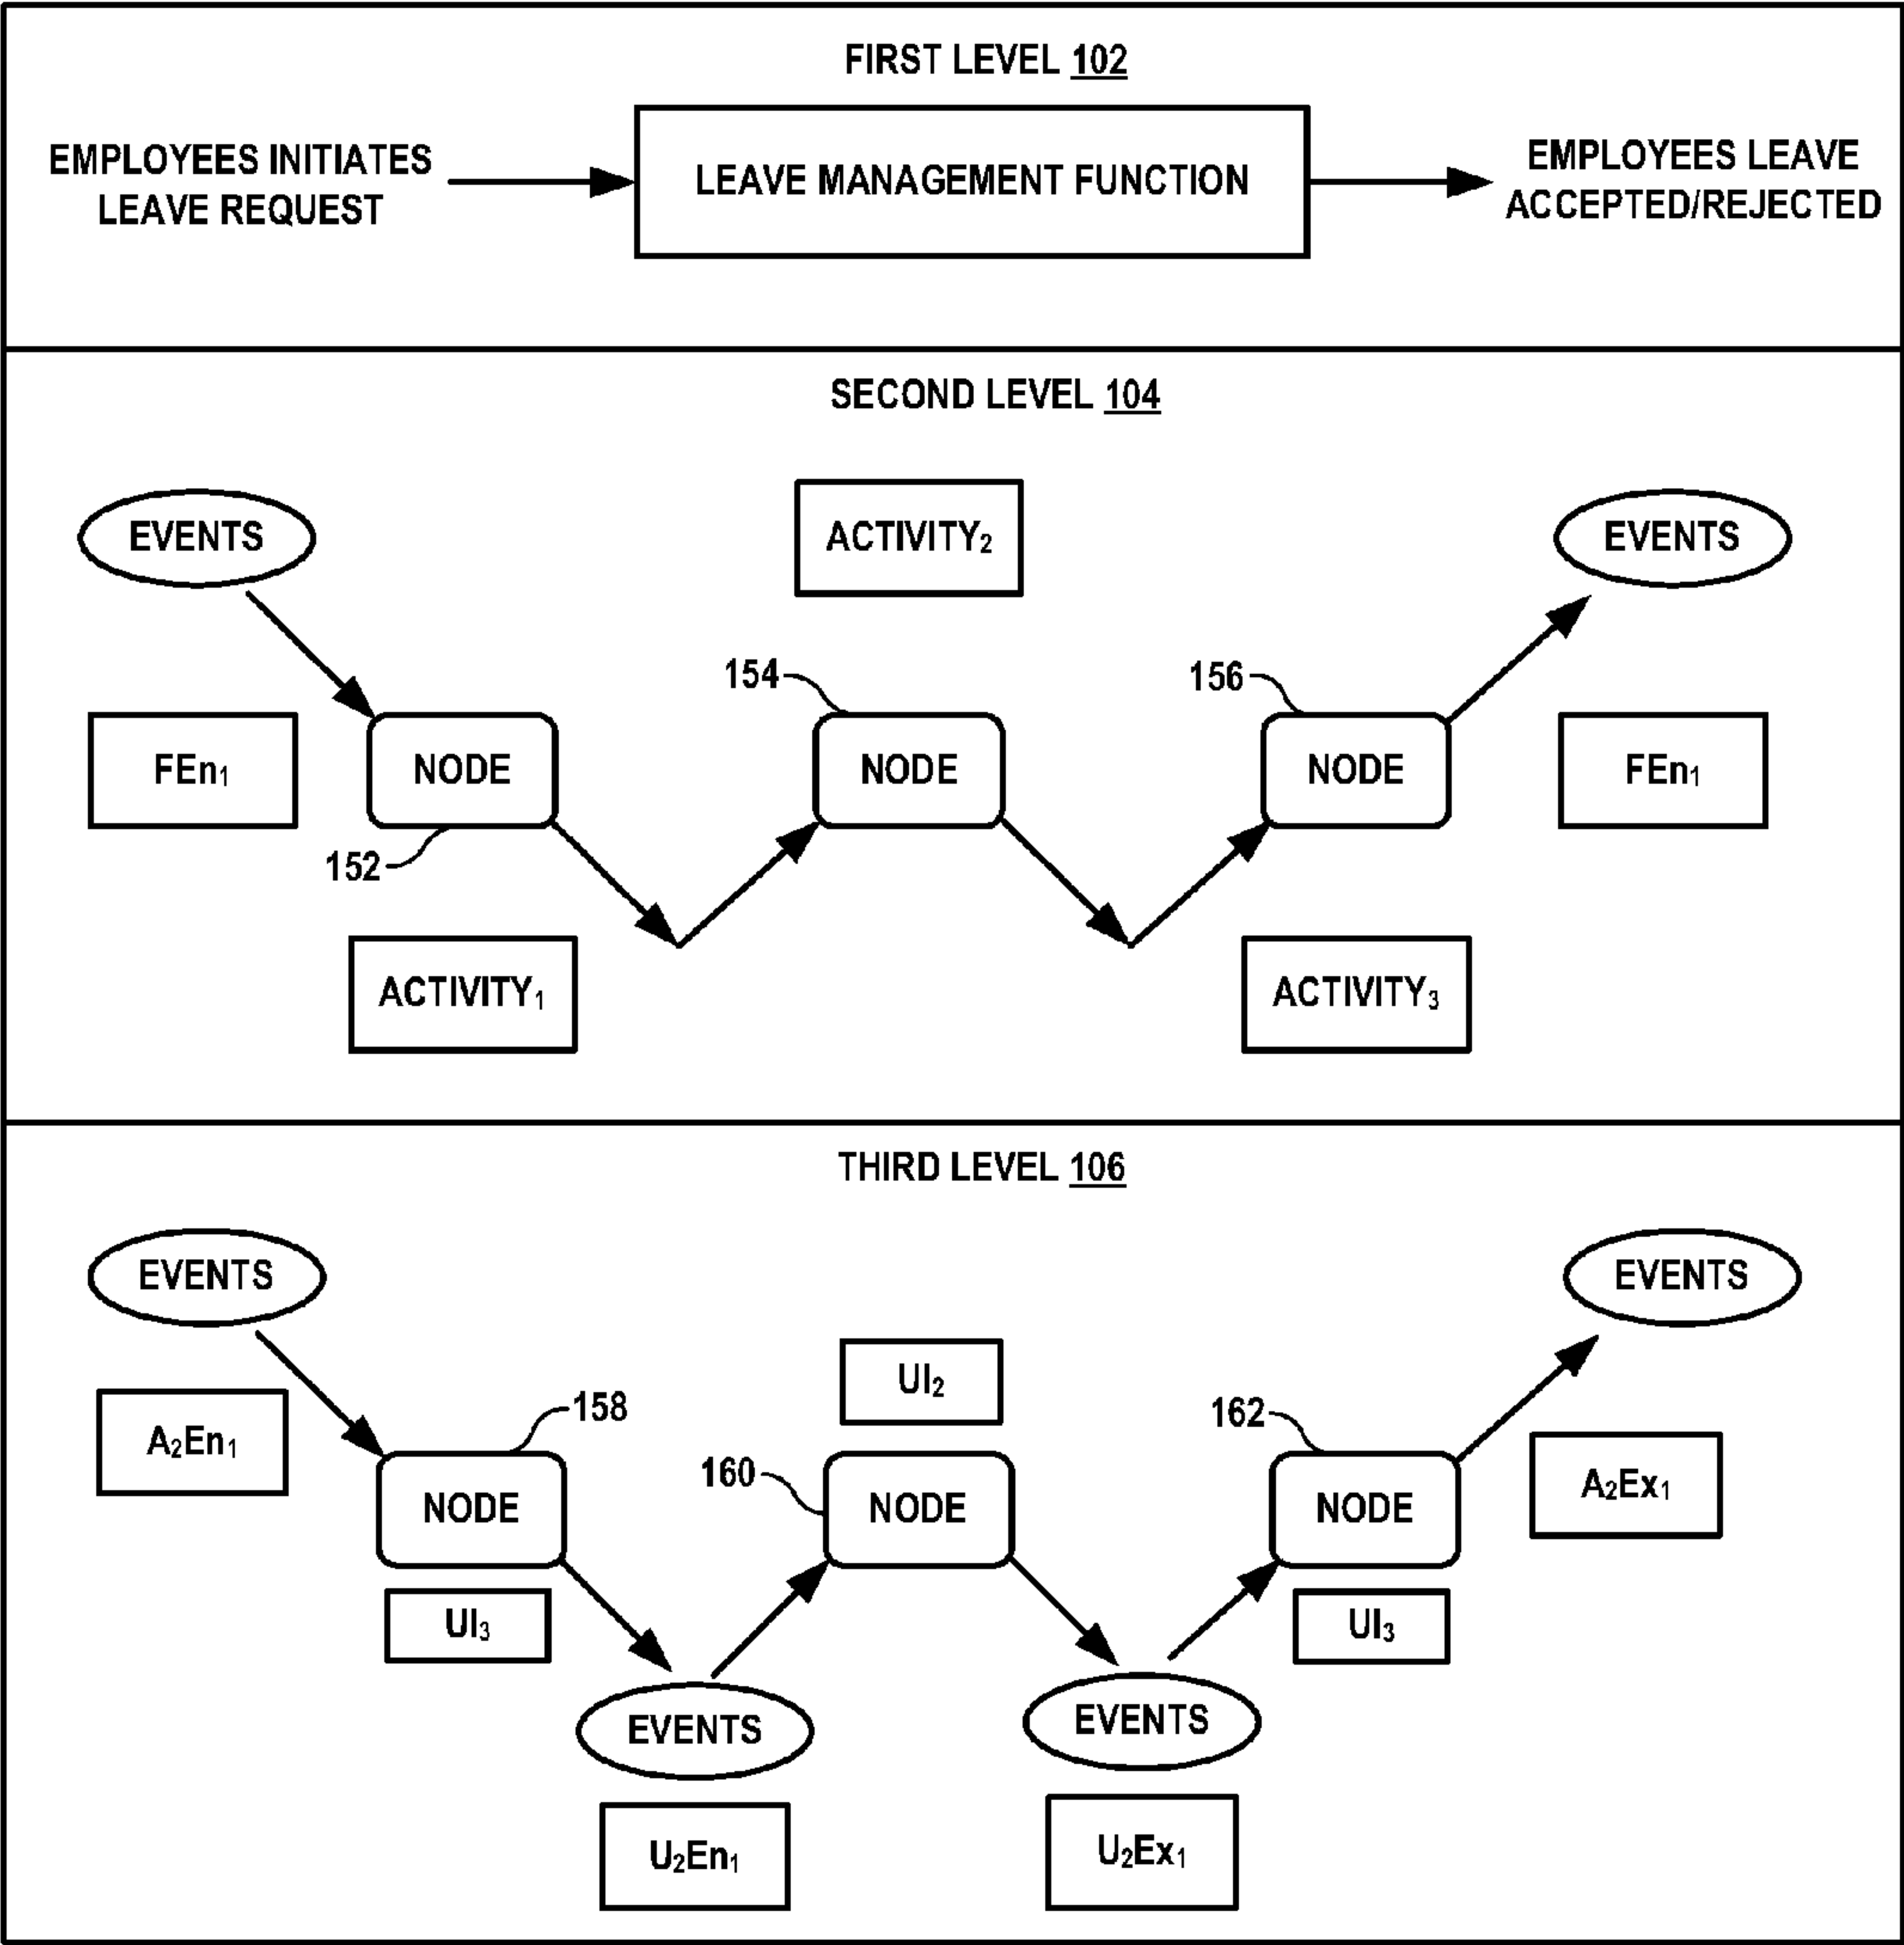 FIRST LEVEL 102
EMPLOYEES INITIATES
LEAVE REQUEST
LEAVE MANAGEMENT FUNCTION
EMPLOYEES LEAVE
ACCEPTED/REJECTED
SECOND LEVEL 104
EVENTS
ACTIVITY₂
EVENTS
154
156
FEn₁
NODE
NODE
NODE
FEn₁
152
ACTIVITY₁
ACTIVITY₃
THIRD LEVEL 106
EVENTS
EVENTS
UI₂
158
162
A₂En₁
160
A₂Ex₁
NODE
NODE
NODE
UI₃
UI₃
EVENTS
EVENTS
U₂En₁
U₂Ex₁